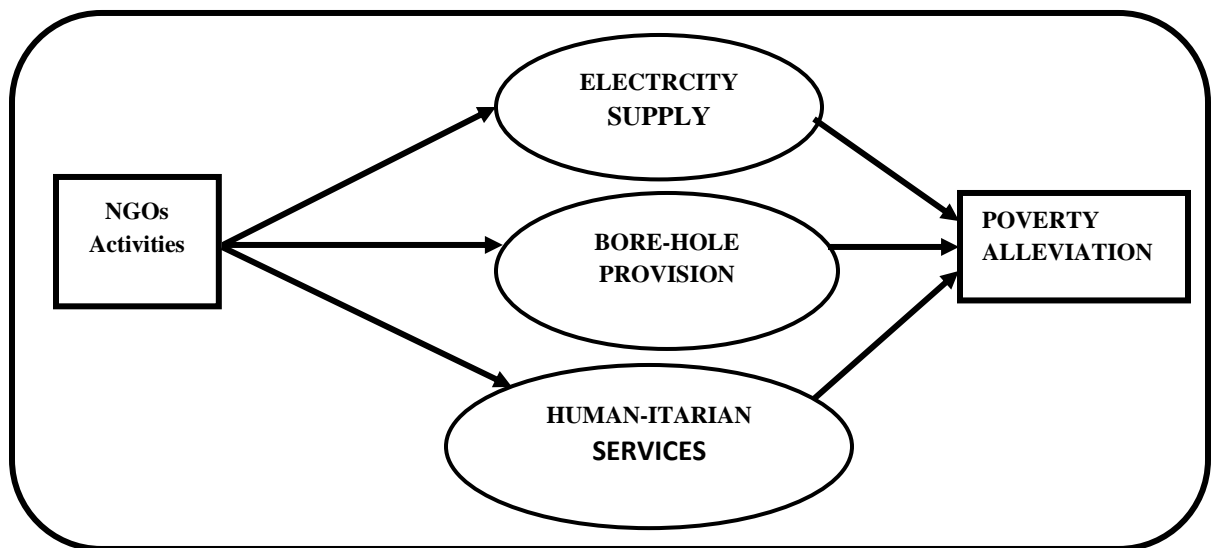 ELECTRCITY
SUPPLY
NGOs
Activities
BORE-HOLE
PROVISION
POVERTY
ALLEVIATION
HUMAN-ITARIAN
SERVICES